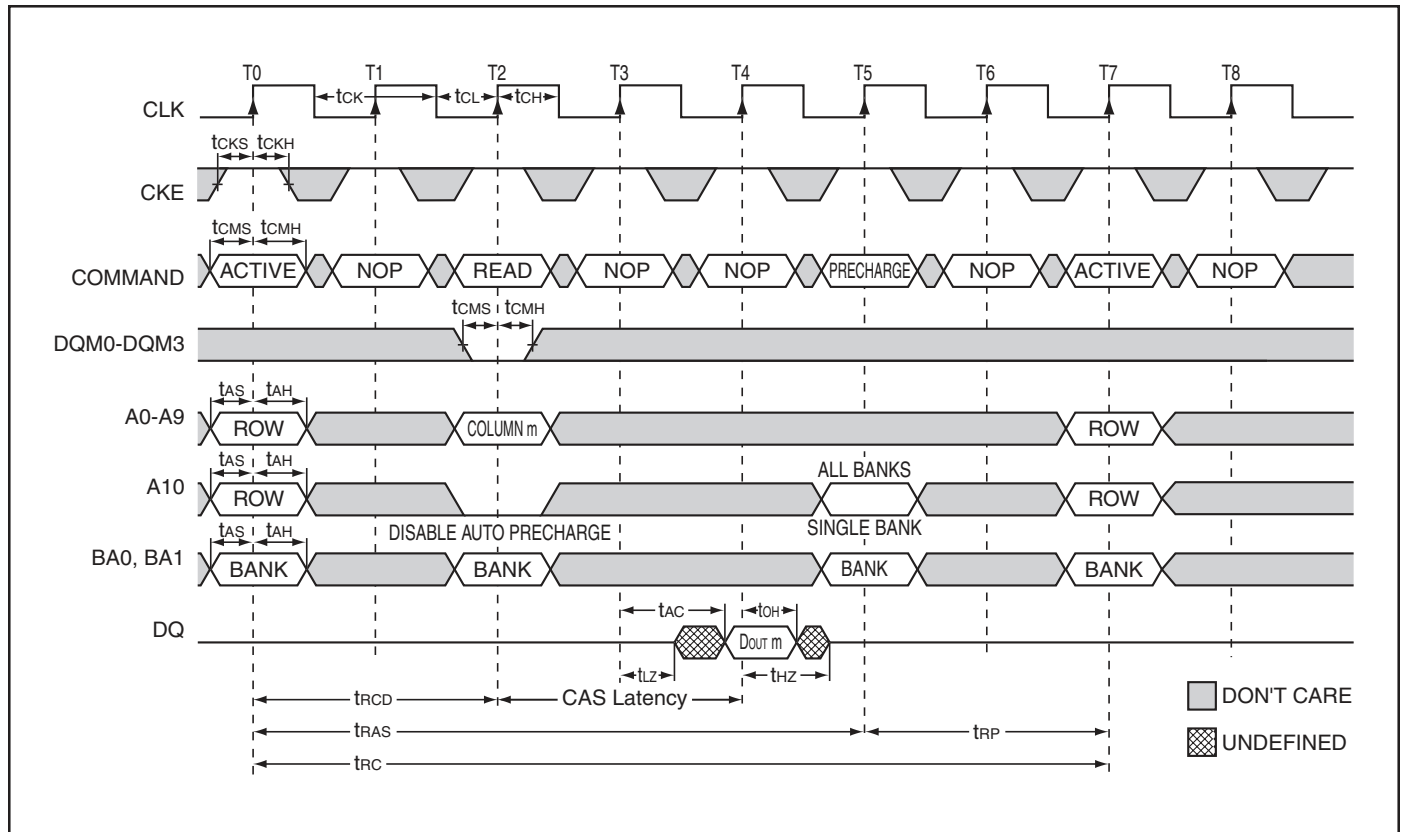 T0 T1 T2 T3 T4 T5 T6 T7 T8
CLK tCK tCL tCH
tCKS tCKH
CKE
tCMS tCMH
COMMAND ACTIVE NOP READ NOP NOP PRECHARGE NOP ACTIVE NOP
tCMS tCMH
DQM0-DQM3
tAS tAH
A0-A9 ROW COLUMN m ROW
tAS tAH ALL BANKS
A10 ROW ROW
DISABLE AUTO PRECHARGE SINGLE BANK
tAS tAH
BA0, BA1 BANK BANK BANK BANK
tAC tOH
DQ DOUT m
tLZ tHZ
tRCD CAS Latency
DON'T CARE
tRAS tRP
UNDEFINED
tRC